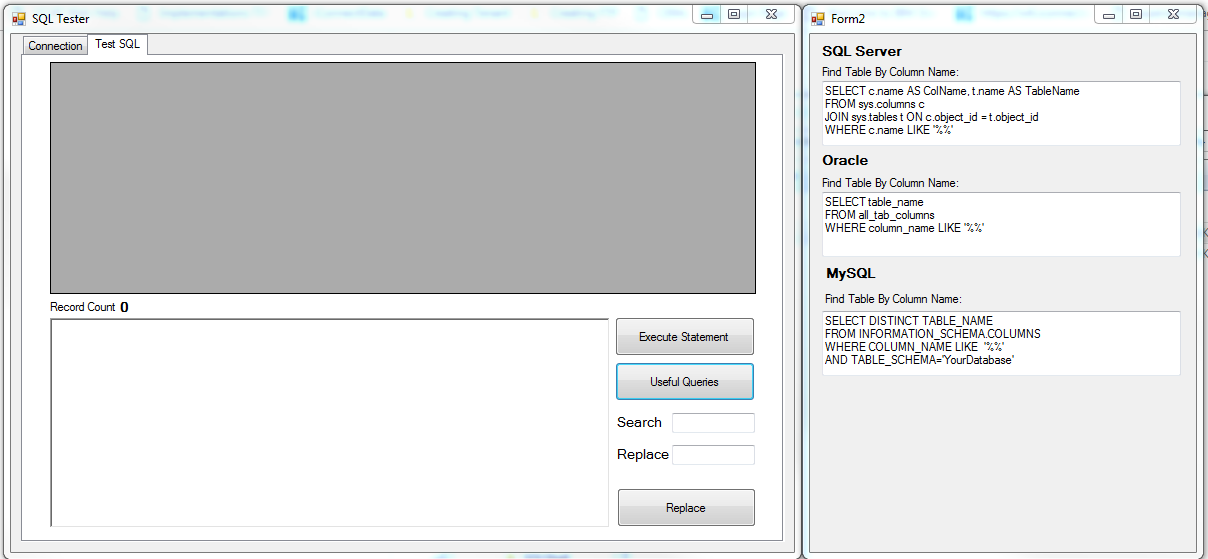 SQL Tester
Connection
Test SQL
Record Count 0
Execute Statement
Useful Queries
Search
Replace
Replace
Form2
SQL Server
Find Table By Column Name:
SELECT c.name AS ColName, t.name AS TableName
FROM sys.columns c
JOIN sys.tables t ON c.object_id = t.object_id
WHERE c.name LIKE '%%'
Oracle
Find Table By Column Name:
SELECT table_name
FROM all_tab_columns
WHERE column_name LIKE '%%'
MySQL
Find Table By Column Name:
SELECT DISTINCT TABLE_NAME
FROM INFORMATION_SCHEMA.COLUMNS
WHERE COLUMN_NAME LIKE  '%%'
AND TABLE_SCHEMA='YourDatabase'